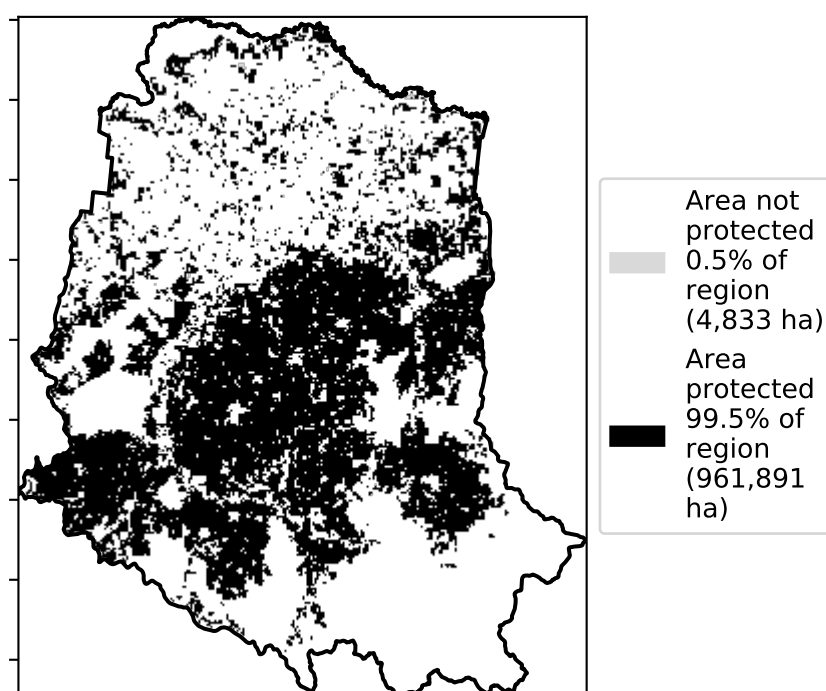 Area not
protected
0.5% of
region
(4,833 ha)
Area
protected
99.5% of
region
(961,891
ha)